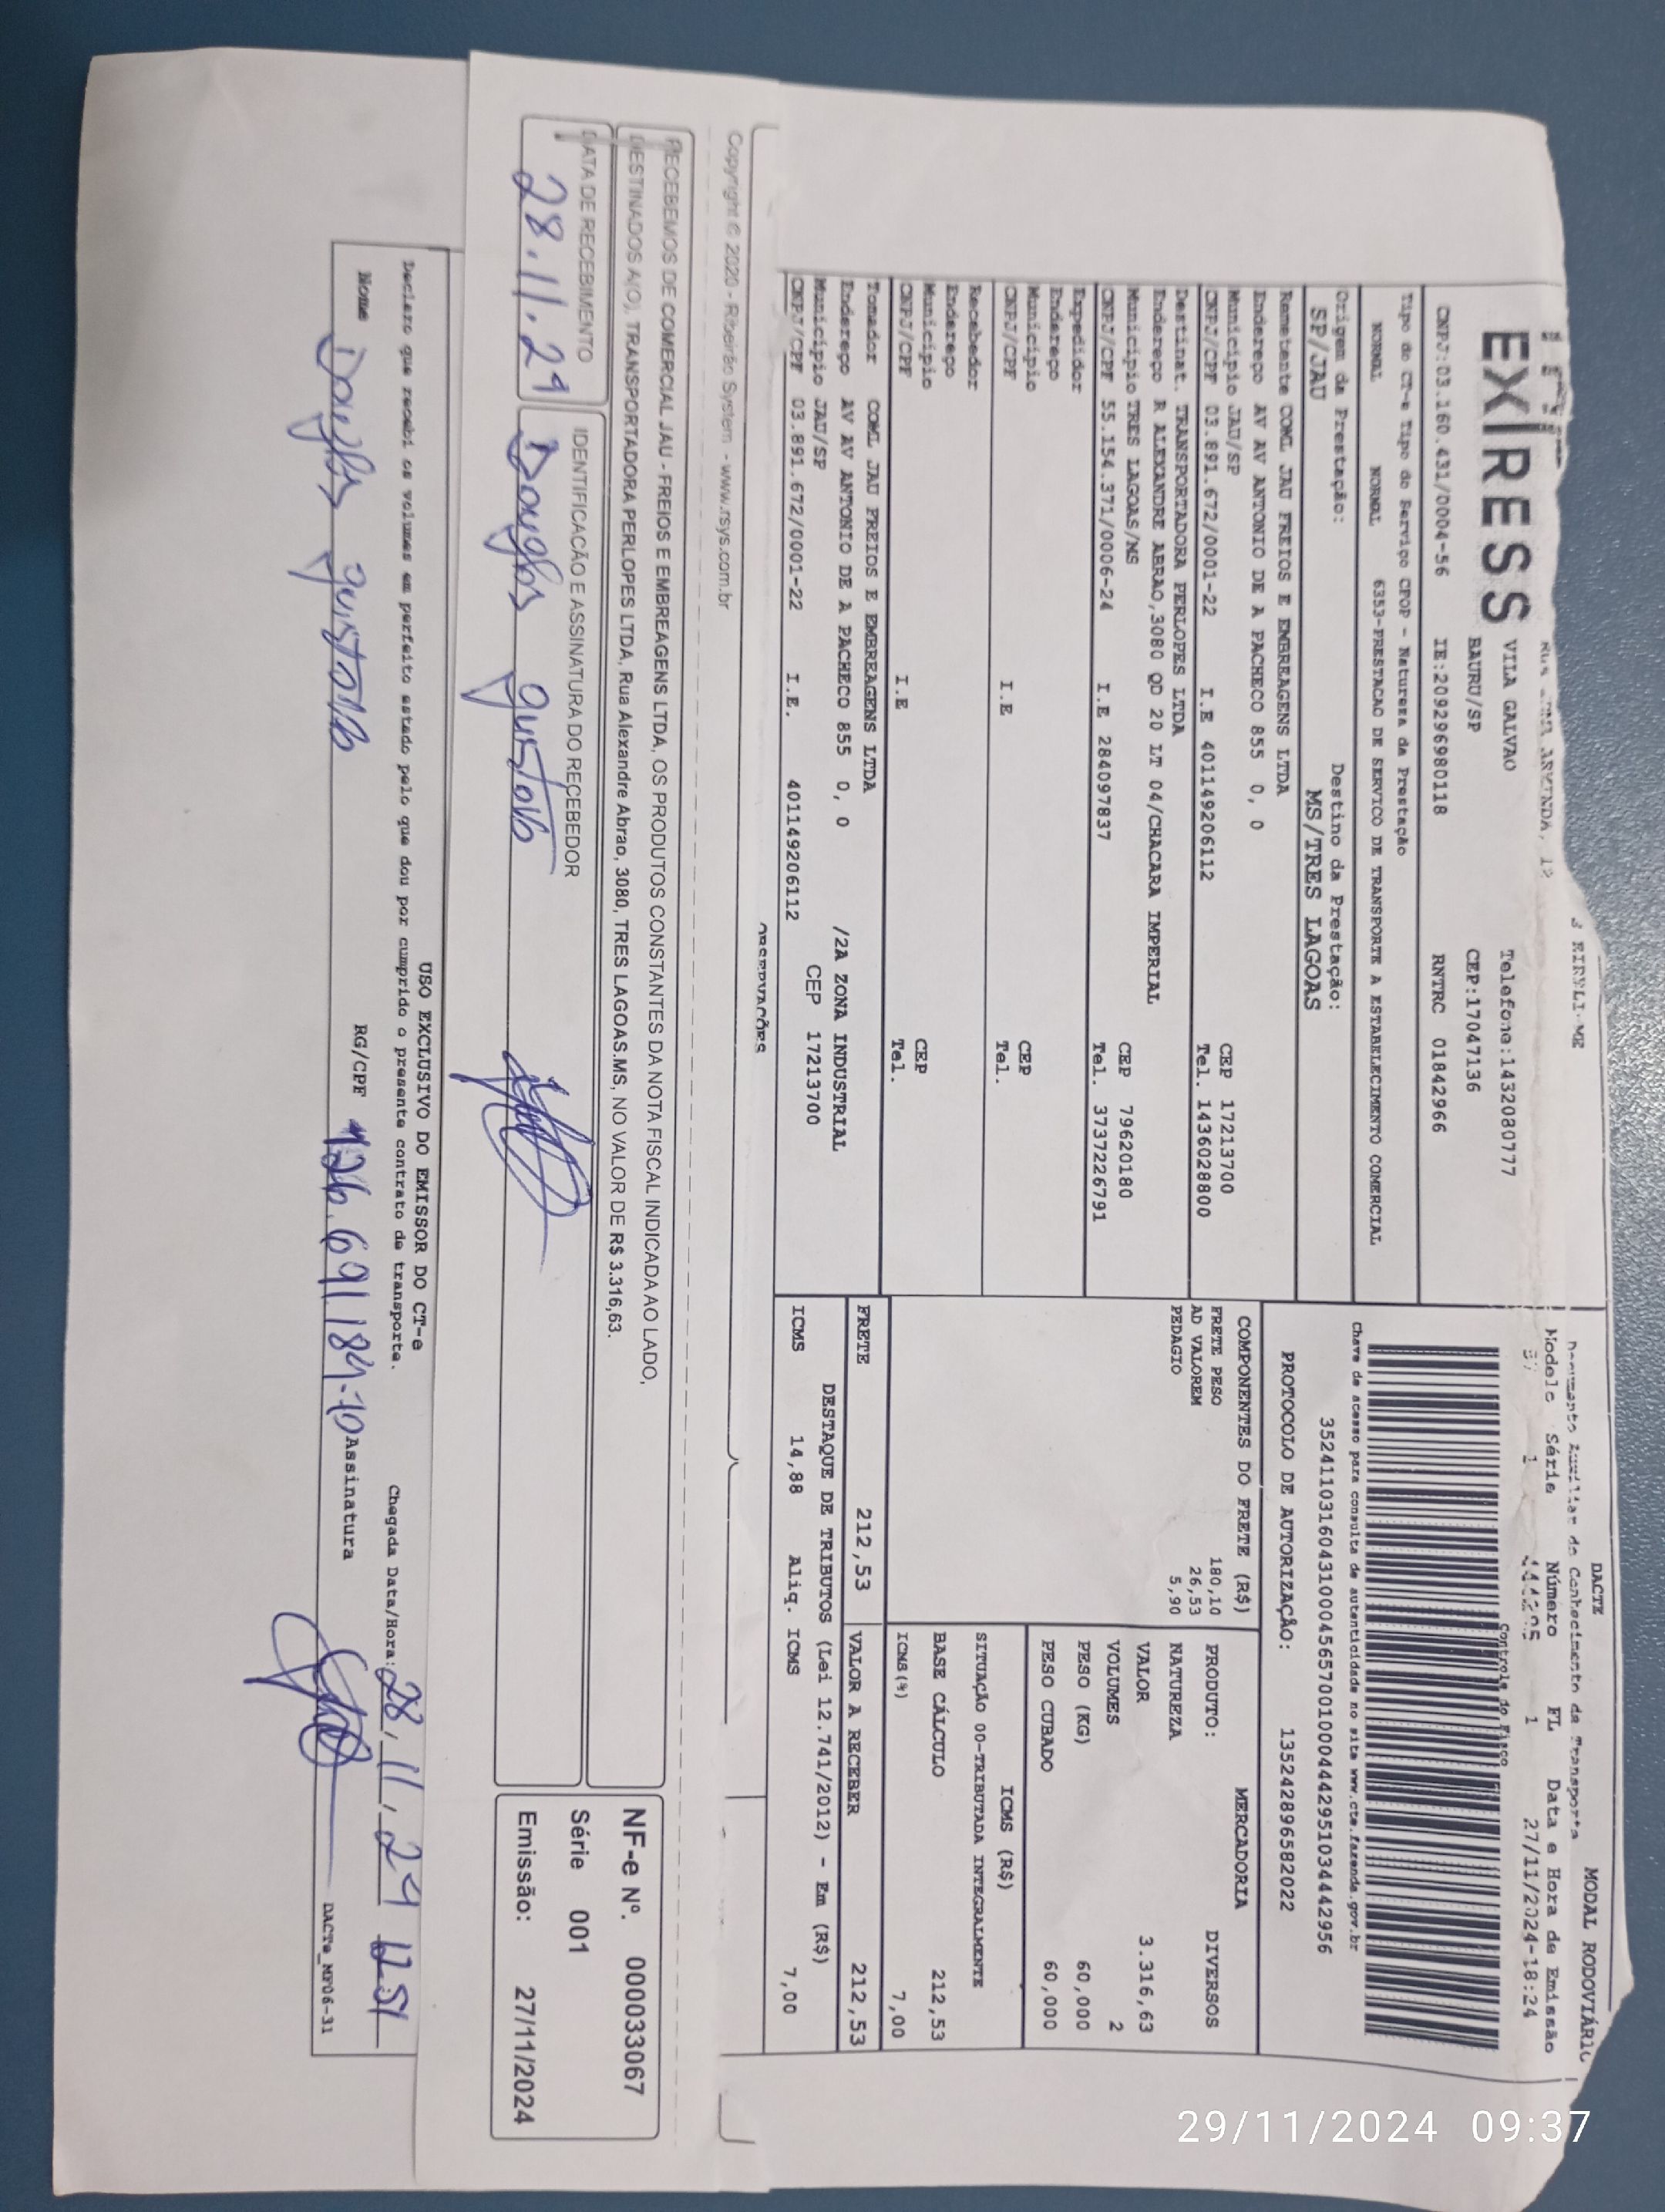 DACTE
MODAL RODOVIÁRIO
Documento Auxiliar do Conhecimento de Transporte
Modelo Série Número FL Data e Hora de Emissão
57 1 1 27/11/2024-18:24
Controle do Fisco
EXPRESS
EIRELI-ME
VILA GALVAO Telefone:1432080777
BAURU/SP CEP:17047136
CNPJ:03.160.431/0004-56 IE:209296980118 RNTRC 01842966
Tipo do CT-e Tipo do Serviço CFOP - Natureza da Prestação
NORMAL NORMAL 6353-PRESTACAO DE SERVICO DE TRANSPORTE A ESTABELECIMENTO COMERCIAL
Chave de acesso para consulta de autenticidade no site www.cte.fazenda.gov.br
Origem da Prestação: Destino da Prestação:
SP/JAU MS/TRES LAGOAS
PROTOCOLO DE AUTORIZAÇÃO: 135242896582022
Remetente COML JAU FREIOS E EMBREAGENS LTDA
Endereço AV AV ANTONIO DE A PACHECO 855 0, 0
Município JAU/SP CEP 17213700
CNPJ/CPF 03.891.672/0001-22 I.E 401149206112 Tel. 1436028800
Destinat. TRANSPORTADORA PERLOPES LTDA
Endereço R ALEXANDRE ABRAO,3080 QD 20 LT 04/CHACARA IMPERIAL
Município TRES LAGOAS/MS CEP 79620180
CNPJ/CPF 55.154.371/0006-24 I.E 284097837 Tel. 3737226791
Expedidor
Endereço
Município CEP
CNPJ/CPF I.E Tel.
Recebedor
Endereço
Município CEP
CNPJ/CPF I.E Tel.
Tomador COML JAU FREIOS E EMBREAGENS LTDA
Endereço AV AV ANTONIO DE A PACHECO 855 0, 0 /2A ZONA INDUSTRIAL
Município JAU/SP CEP 17213700
CNPJ/CPF 03.891.672/0001-22 I.E. 401149206112
COMPONENTES DO FRETE (R$)
FRETE PESO 180,10
AD VALOREM 26,53
PEDAGIO 5,90
MERCADORIA
PRODUTO: DIVERSOS
NATUREZA
VALOR 3.316,63
VOLUMES 2
PESO (KG) 60,000
PESO CUBADO 60,000
ICMS (R$)
SITUAÇÃO 00-TRIBUTADA INTEGRALMENTE
BASE CÁLCULO 212,53
ICMS(%) 7,00
FRETE 212,53 VALOR A RECEBER 212,53
DESTAQUE DE TRIBUTOS (Lei 12.741/2012) - Em (R$)
ICMS 14,88 Aliq. ICMS 7,00
OBSERVAÇÕES
Copyright © 2020 - Ribeirão System - www.rsys.com.br
RECEBEMOS DE COMERCIAL JAU - FREIOS E EMBREAGENS LTDA, OS PRODUTOS CONSTANTES DA NOTA FISCAL INDICADA AO LADO,
DESTINADOS A(O), TRANSPORTADORA PERLOPES LTDA, Rua Alexandre Abrao, 3080, TRES LAGOAS.MS, NO VALOR DE R$ 3.316,63.
DATA DE RECEBIMENTO IDENTIFICAÇÃO E ASSINATURA DO RECEBEDOR
28.11.24 Douglas gustavo
NF-e Nº. 000033067
Série 001
Emissão: 27/11/2024
USO EXCLUSIVO DO EMISSOR DO CT-e
Declaro que recebi os volumes em perfeito estado pelo que dou por cumprido o presente contrato de transporte. Chegada Data/Hora: 28/11/24
Nome Douglas gustavo RG/CPF 426.691.184-70 Assinatura
DACTe_MF06-31
29/11/2024 09:37